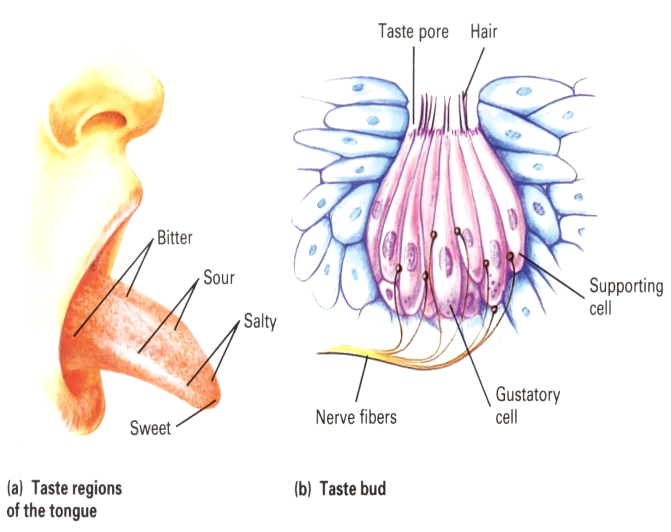 Taste pore
Hair
Bitter
Sour
Salty
Sweet
Supporting
cell
Gustatory
cell
Nerve fibers
(a) Taste regions
of the tongue
(b) Taste bud